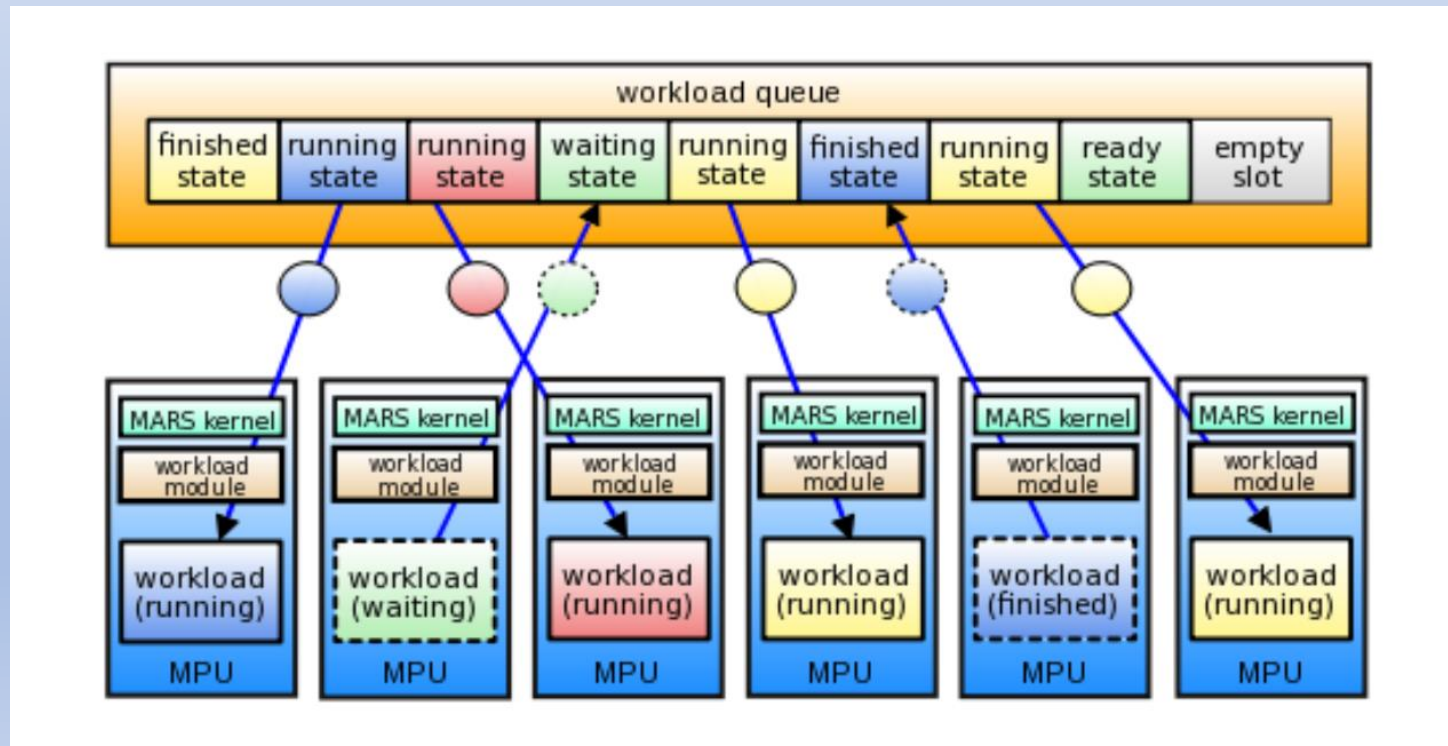 workload queue
finished running running waiting running finished running ready empty
state state state state state state state state slot
MARS kernel MARS kernel MARS kernel MARS kernel MARS kernel MARS kernel
workload workload workload workload workload workload
module module module module module module
workload workload workload workload workload workload
(running) (waiting) (running) (running) (finished) (running)
MPU MPU MPU MPU MPU MPU